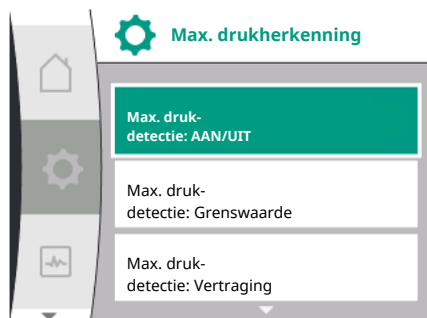 Max. drukherkenning
Max. druk-
detectie: AAN/UIT
Max. druk-
detectie: Grenswaarde
Max. druk-
detectie: Vertraging